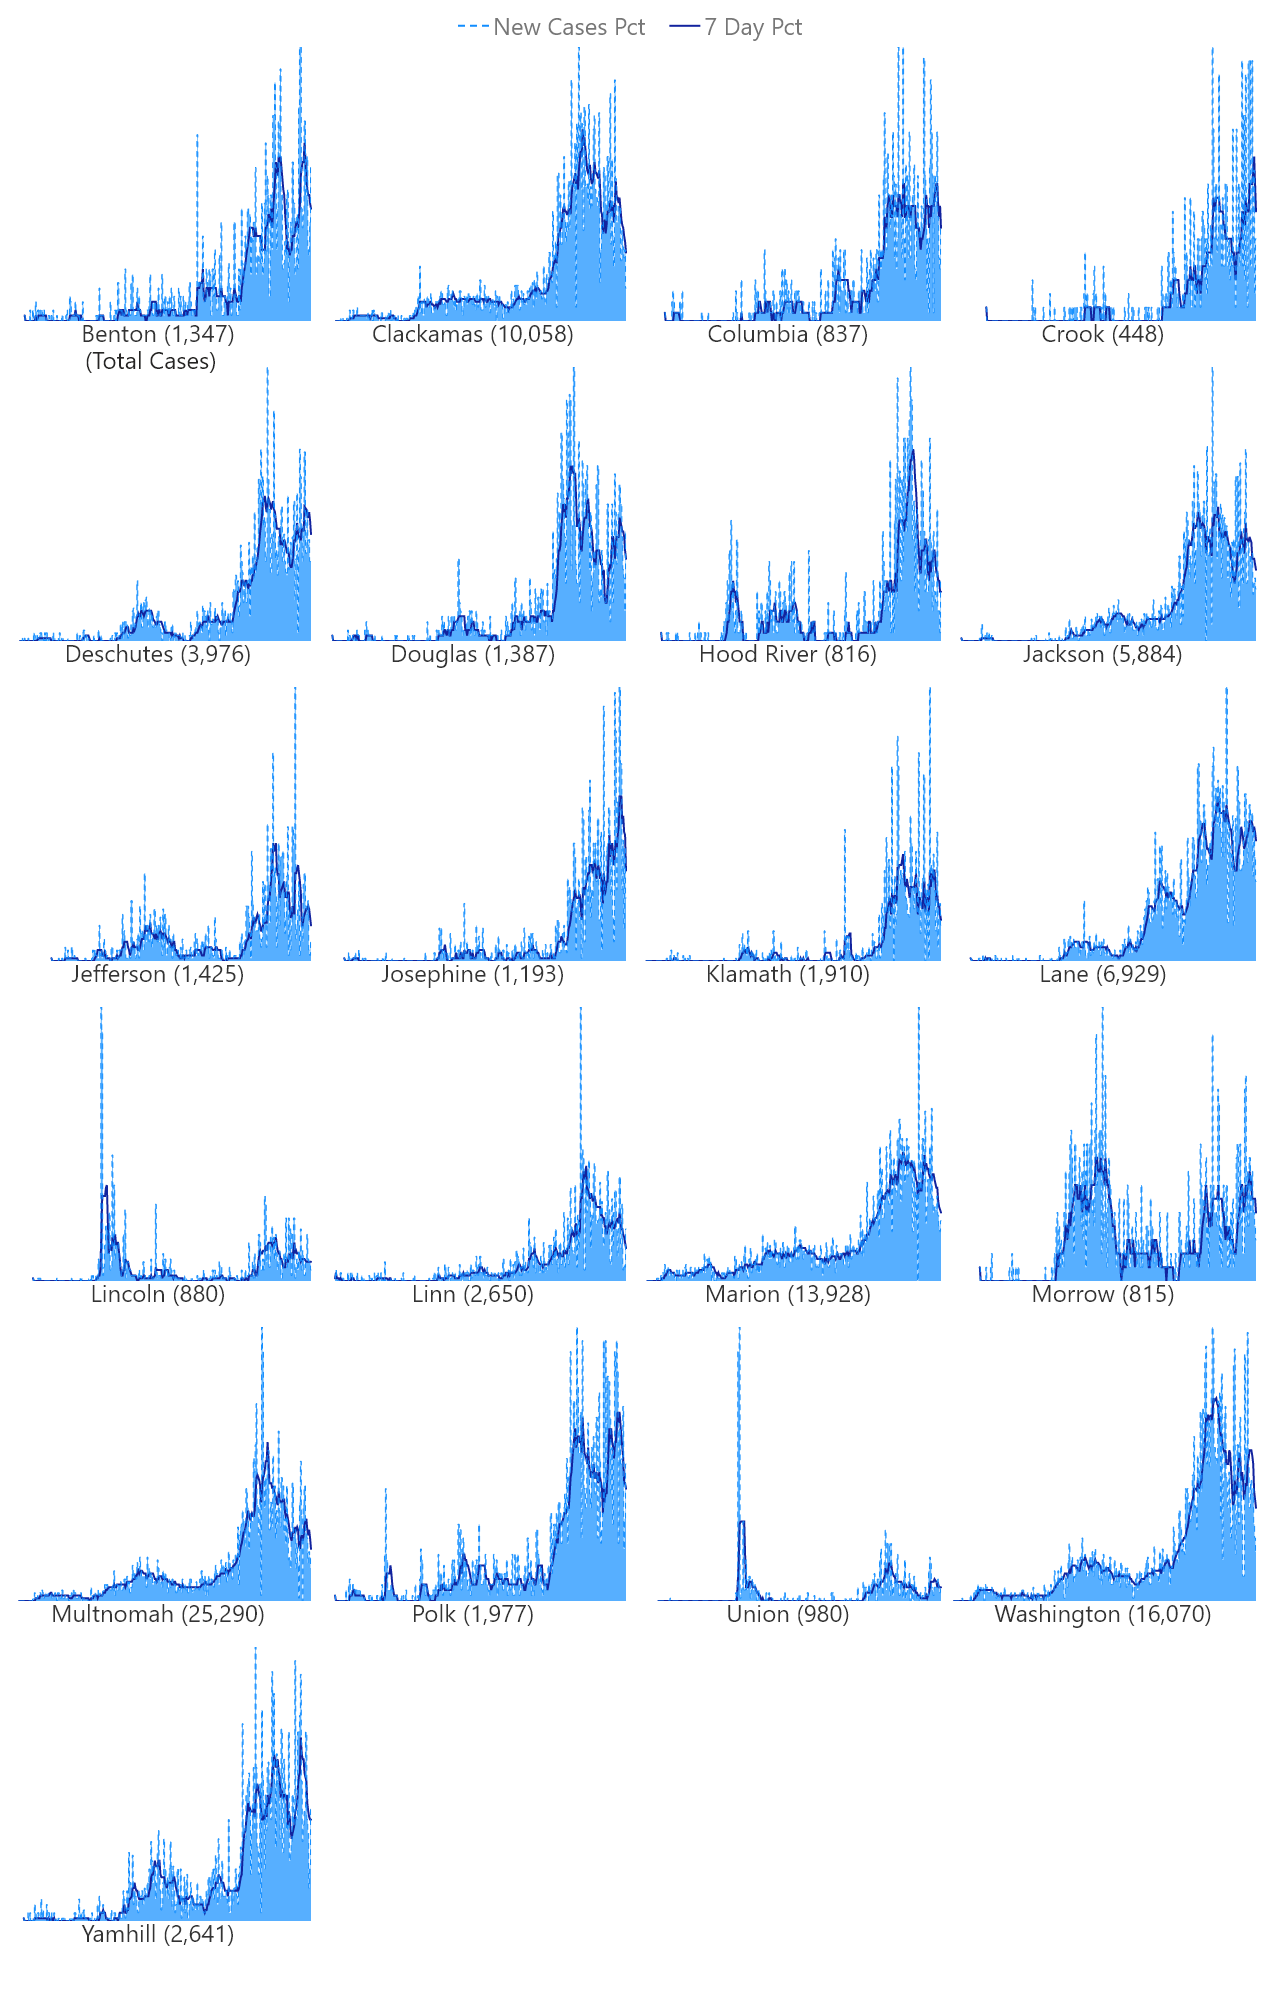 New Cases Pct 7 Day Pct
Benton (1,347) Clackamas (10,058) Columbia (837) Crook (448)
(Total Cases)
Deschutes (3,976) Douglas (1,387) Hood River (816) Jackson (5,884)
Jefferson (1,425) Josephine (1,193) Klamath (1,910) Lane (6,929)
Lincoln (880) Linn (2,650) Marion (13,928) Morrow (815)
Multnomah (25,290) Polk (1,977) Union (980) Washington (16,070)
Yamhill (2,641)